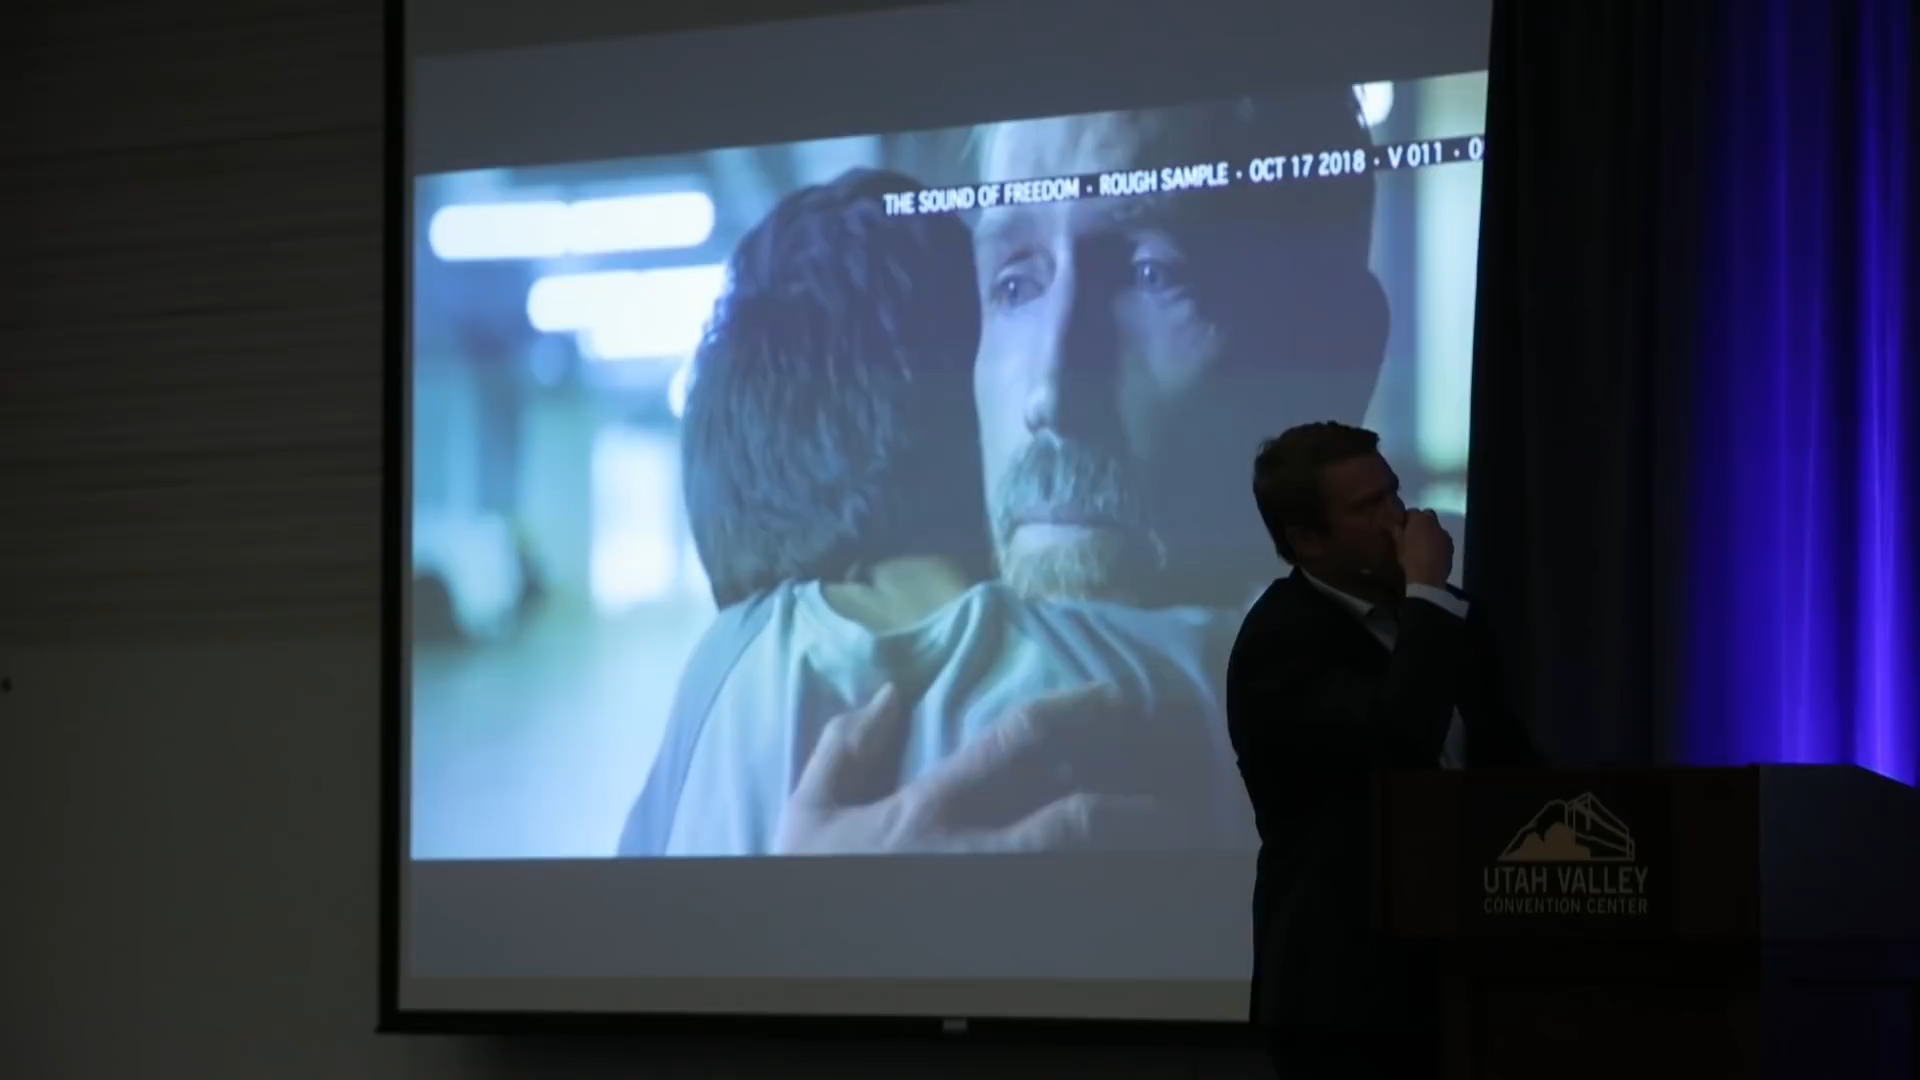 THE SOUND OF FREEDOM · ROUGH SAMPLE · OCT 17 2018 · V 011 ·
UTAH VALLEY
CONVENTION CENTER